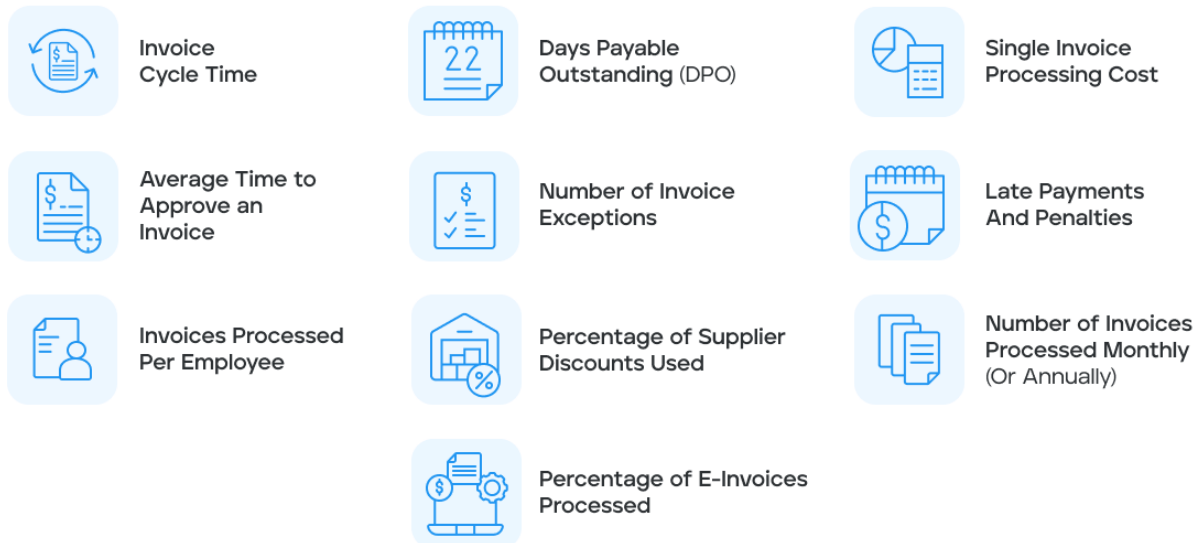 Invoice
Cycle Time
22
Days Payable
Outstanding (DPO)
Single Invoice
Processing Cost
$
Average Time to
Approve an
Invoice
$
Number of Invoice
Exceptions
$
Late Payments
And Penalties
Invoices Processed
Per Employee
%
Percentage of Supplier
Discounts Used
Number of Invoices
Processed Monthly
(Or Annually)
$
Percentage of E-Invoices
Processed